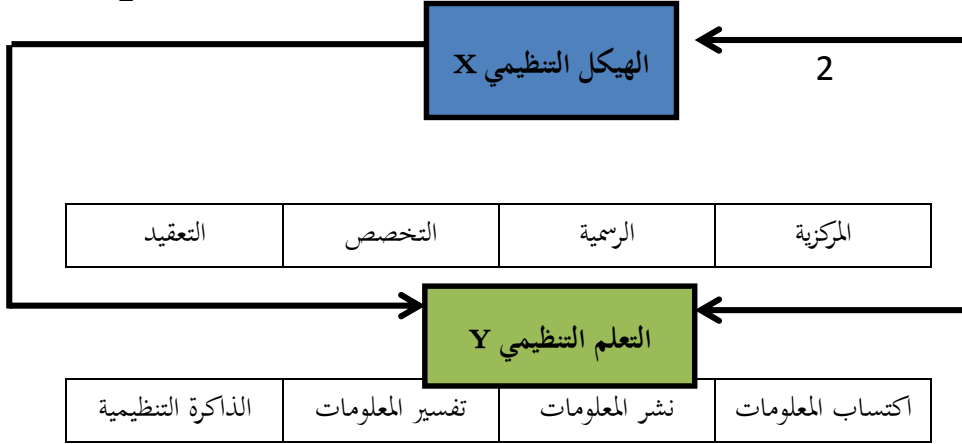 الهيكل التنظيمي X
2
المركزية الرسمية التخصص التعقيد
التعلم التنظيمي Y
اكتساب المعلومات نشر المعلومات تفسير المعلومات الذاكرة التنظيمية